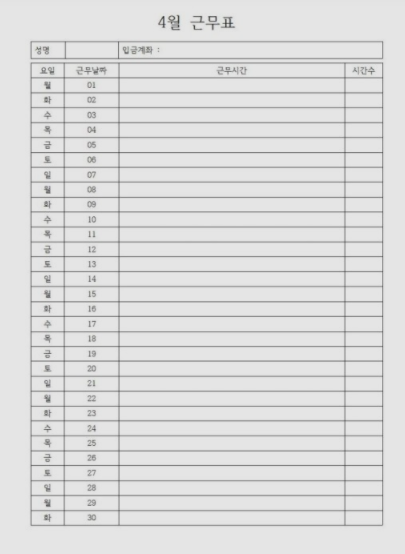 4월 근무표
성명 입금계좌 :
요일 근무날짜 근무시간 시간수
월 01
화 02
수 03
목 04
금 05
토 06
일 07
월 08
화 09
수 10
목 11
금 12
토 13
일 14
월 15
화 16
수 17
목 18
금 19
토 20
일 21
월 22
화 23
수 24
목 25
금 26
토 27
일 28
월 29
화 30